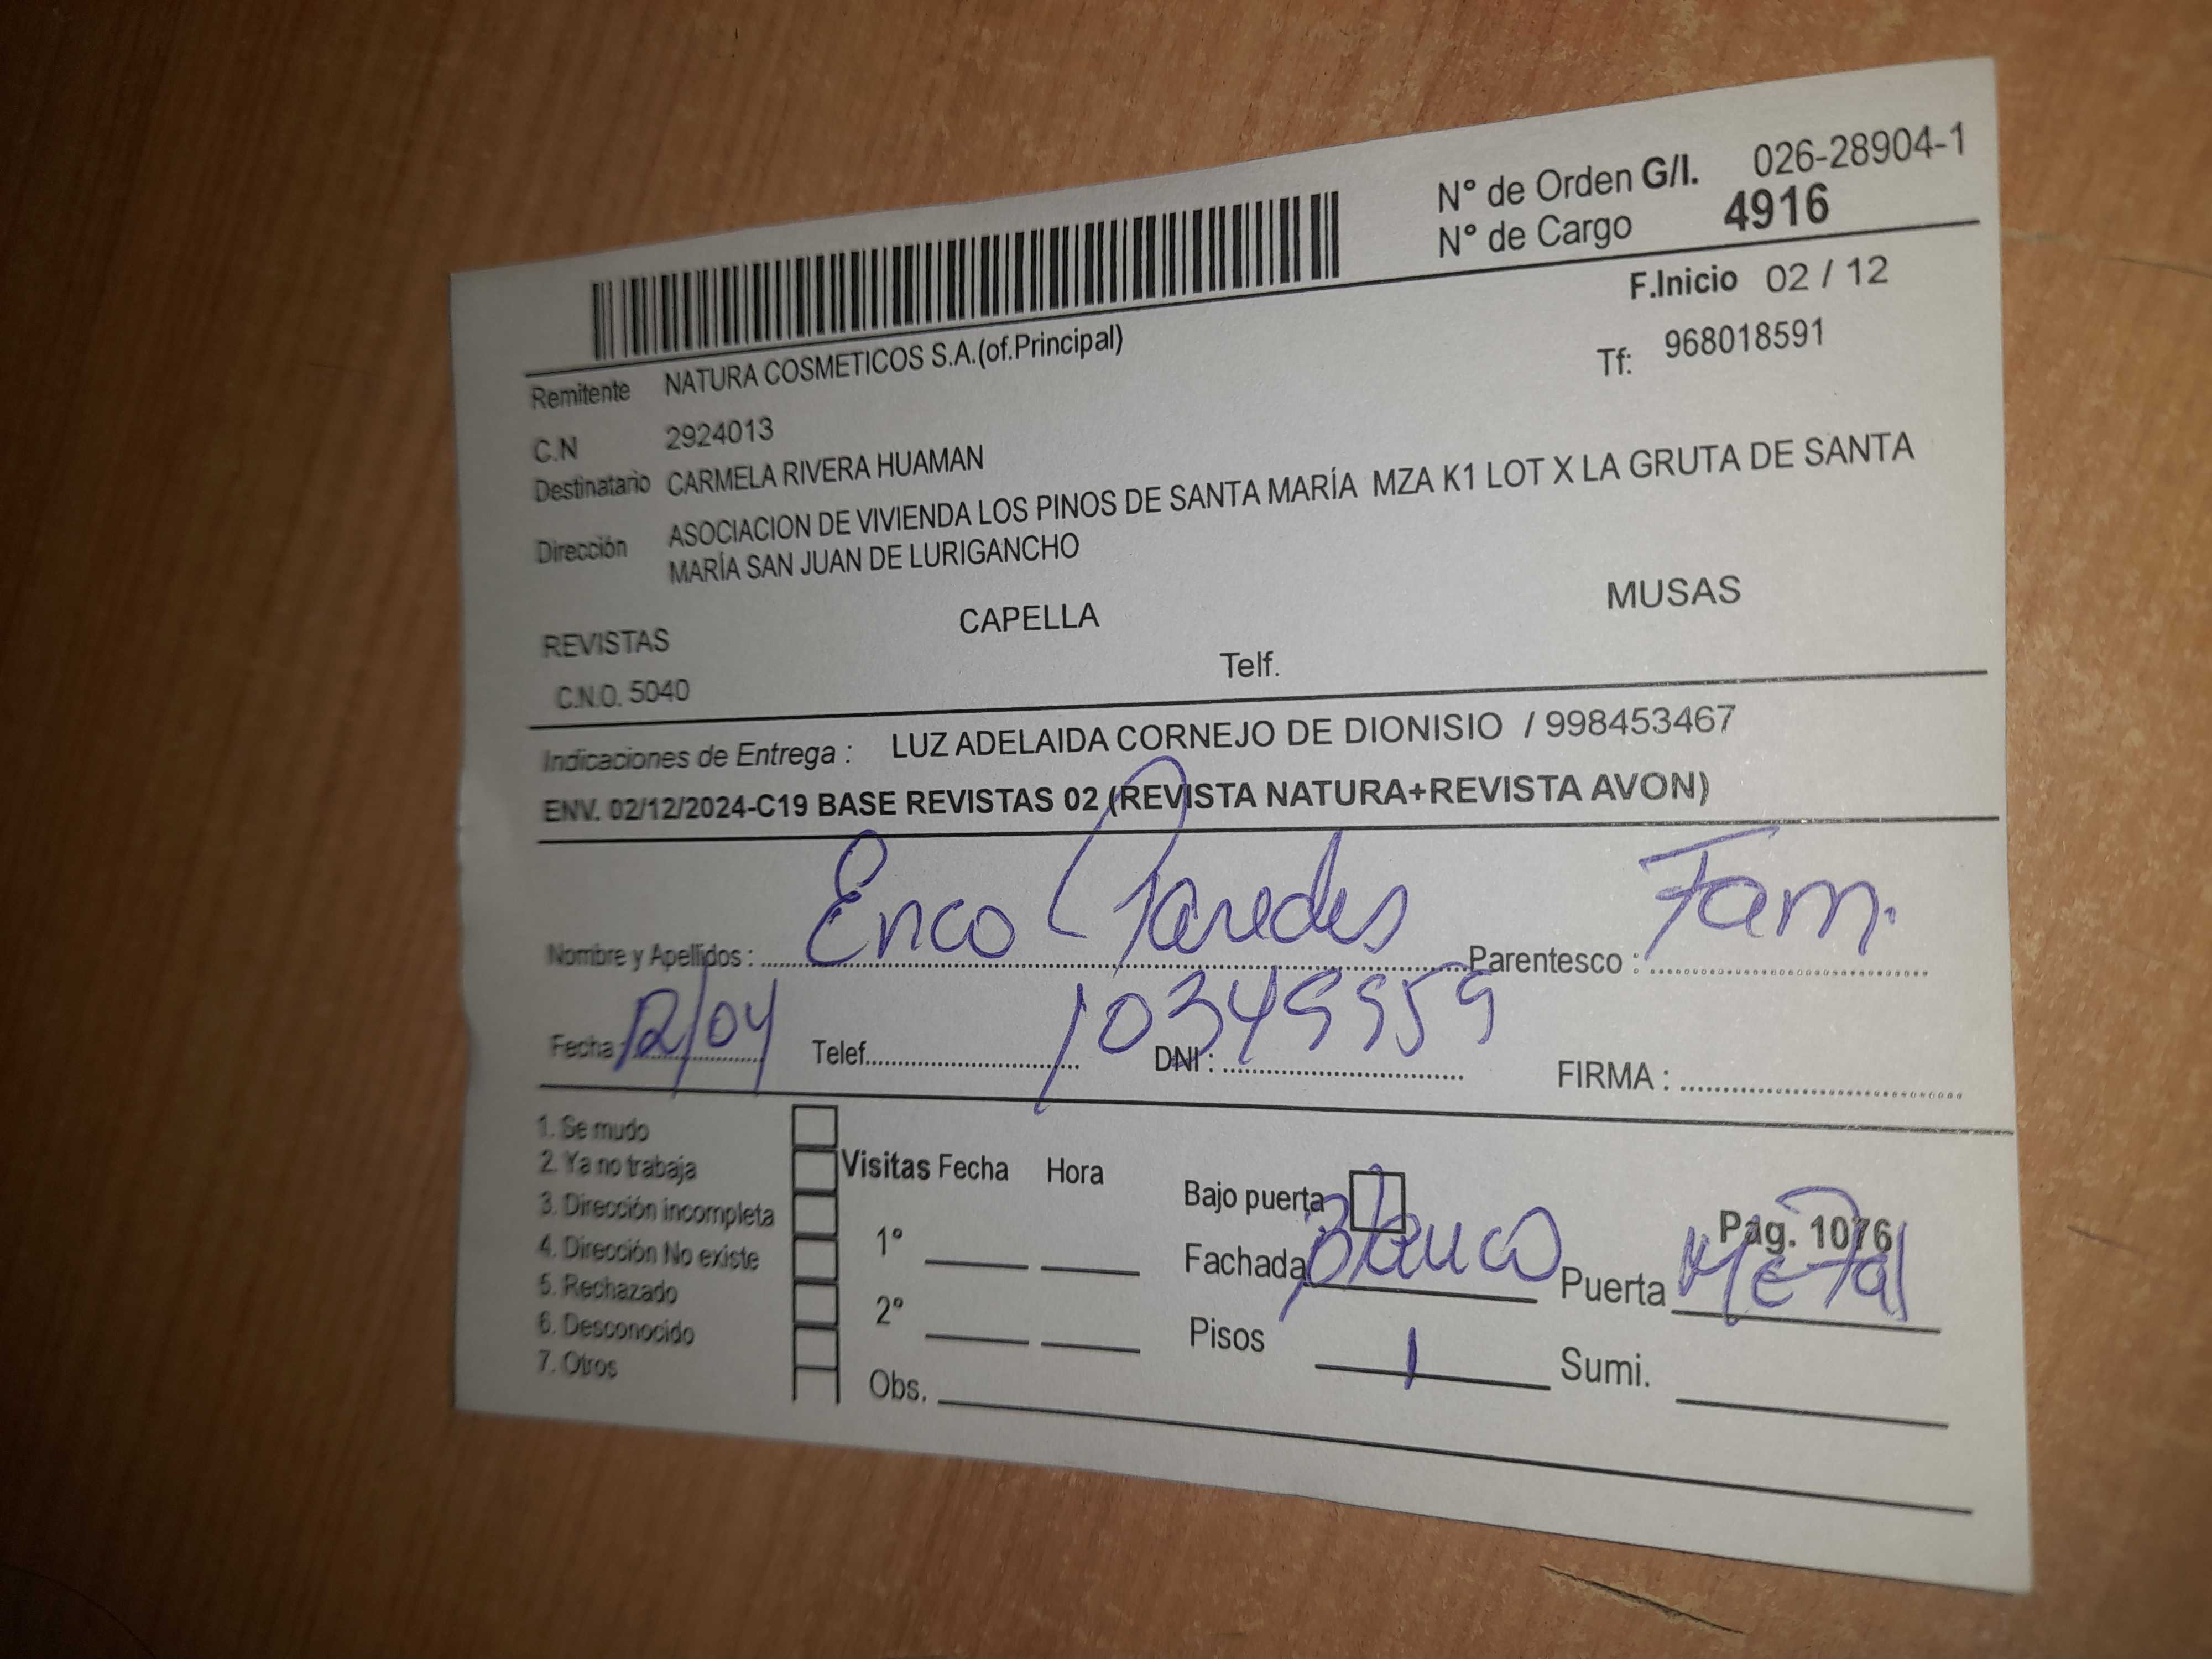 N° de Orden G/I. 026-28904-1
N° de Cargo 4916
F.Inicio 02 / 12
Remitente NATURA COSMETICOS S.A.(of.Principal) Tf: 968018591
C.N 2924013
Destinatario CARMELA RIVERA HUAMAN
Dirección ASOCIACION DE VIVIENDA LOS PINOS DE SANTA MARÍA MZA K1 LOT X LA GRUTA DE SANTA
MARÍA SAN JUAN DE LURIGANCHO
REVISTAS CAPELLA MUSAS
C.N.O. 5040 Telf.
Indicaciones de Entrega : LUZ ADELAIDA CORNEJO DE DIONISIO / 998453467
ENV. 02/12/2024-C19 BASE REVISTAS 02 (REVISTA NATURA+REVISTA AVON)
Nombre y Apellidos : Enco Paredes Parentesco : Fam.
Fecha : 12/04 Telef. DNI : FIRMA :
1. Se mudo
2. Ya no trabaja
3. Dirección incompleta
4. Dirección No existe
5. Rechazado
6. Desconocido
7. Otros
Visitas Fecha Hora
1°
2°
Obs.
Bajo puerta
Pag. 1076
Fachada blanco Puerta Metal
Pisos 1 Sumi.